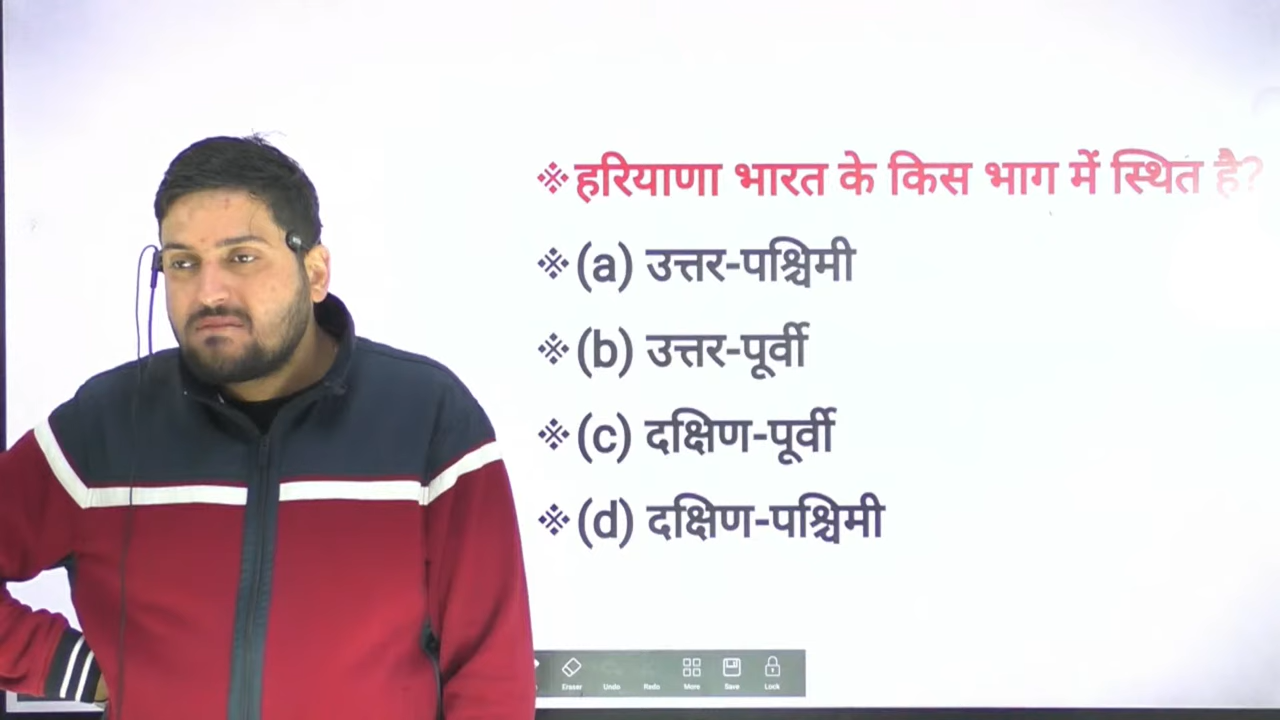 ※हरियाणा भारत के किस भाग में स्थित है?
※(a) उत्तर-पश्चिमी
※(b) उत्तर-पूर्वी
※(c) दक्षिण-पूर्वी
※(d) दक्षिण-पश्चिमी
Eraser Undo Redo More Save Lock